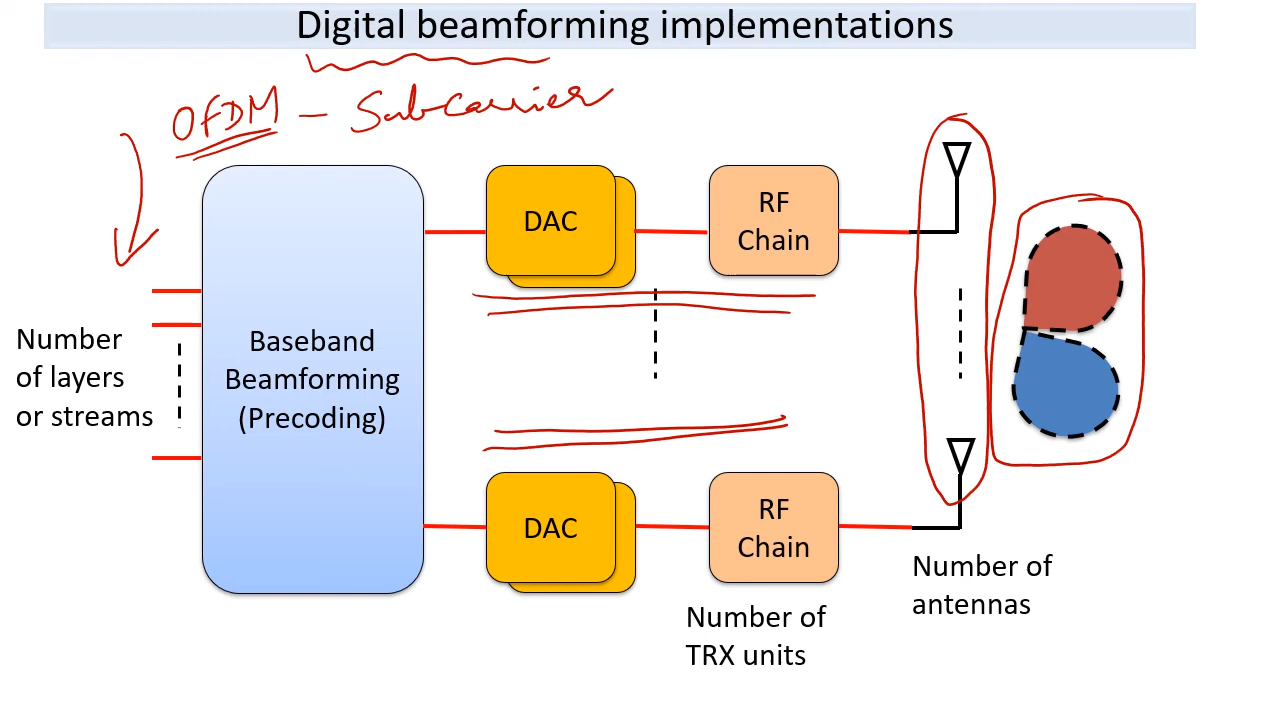 Digital beamforming implementations
OFDM – Subcarrier
Number
of layers
or streams
Baseband
Beamforming
(Precoding)
DAC
RF
Chain
DAC
RF
Chain
Number of
TRX units
Number of
antennas